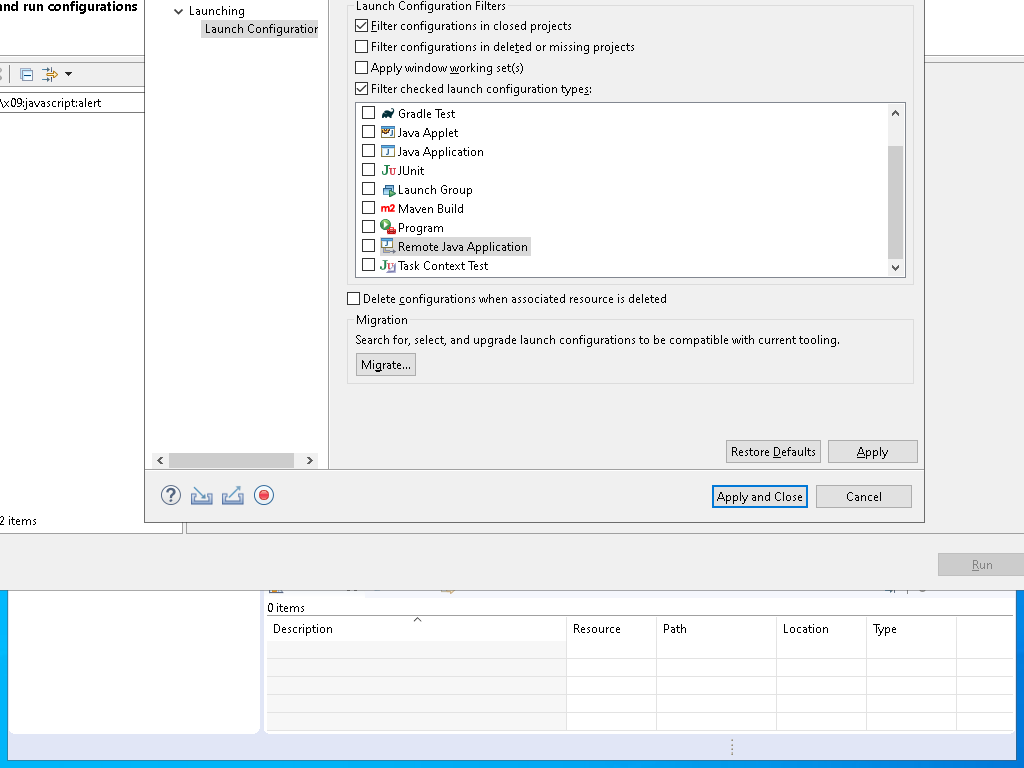 and run configurations
Launching
Launch Configuration
Launch Configuration Filters
Filter configurations in closed projects
Filter configurations in deleted or missing projects
Apply window working set(s)
Filter checked launch configuration types:
\x09:javascript:alert
Gradle Test
Java Applet
Java Application
JUnit
Launch Group
Maven Build
Program
Remote Java Application
Task Context Test
Delete configurations when associated resource is deleted
Migration
Search for, select, and upgrade launch configurations to be compatible with current tooling.
Migrate...
Restore Defaults
Apply
Apply and Close
Cancel
2 items
Run
0 items
Description
Resource
Path
Location
Type